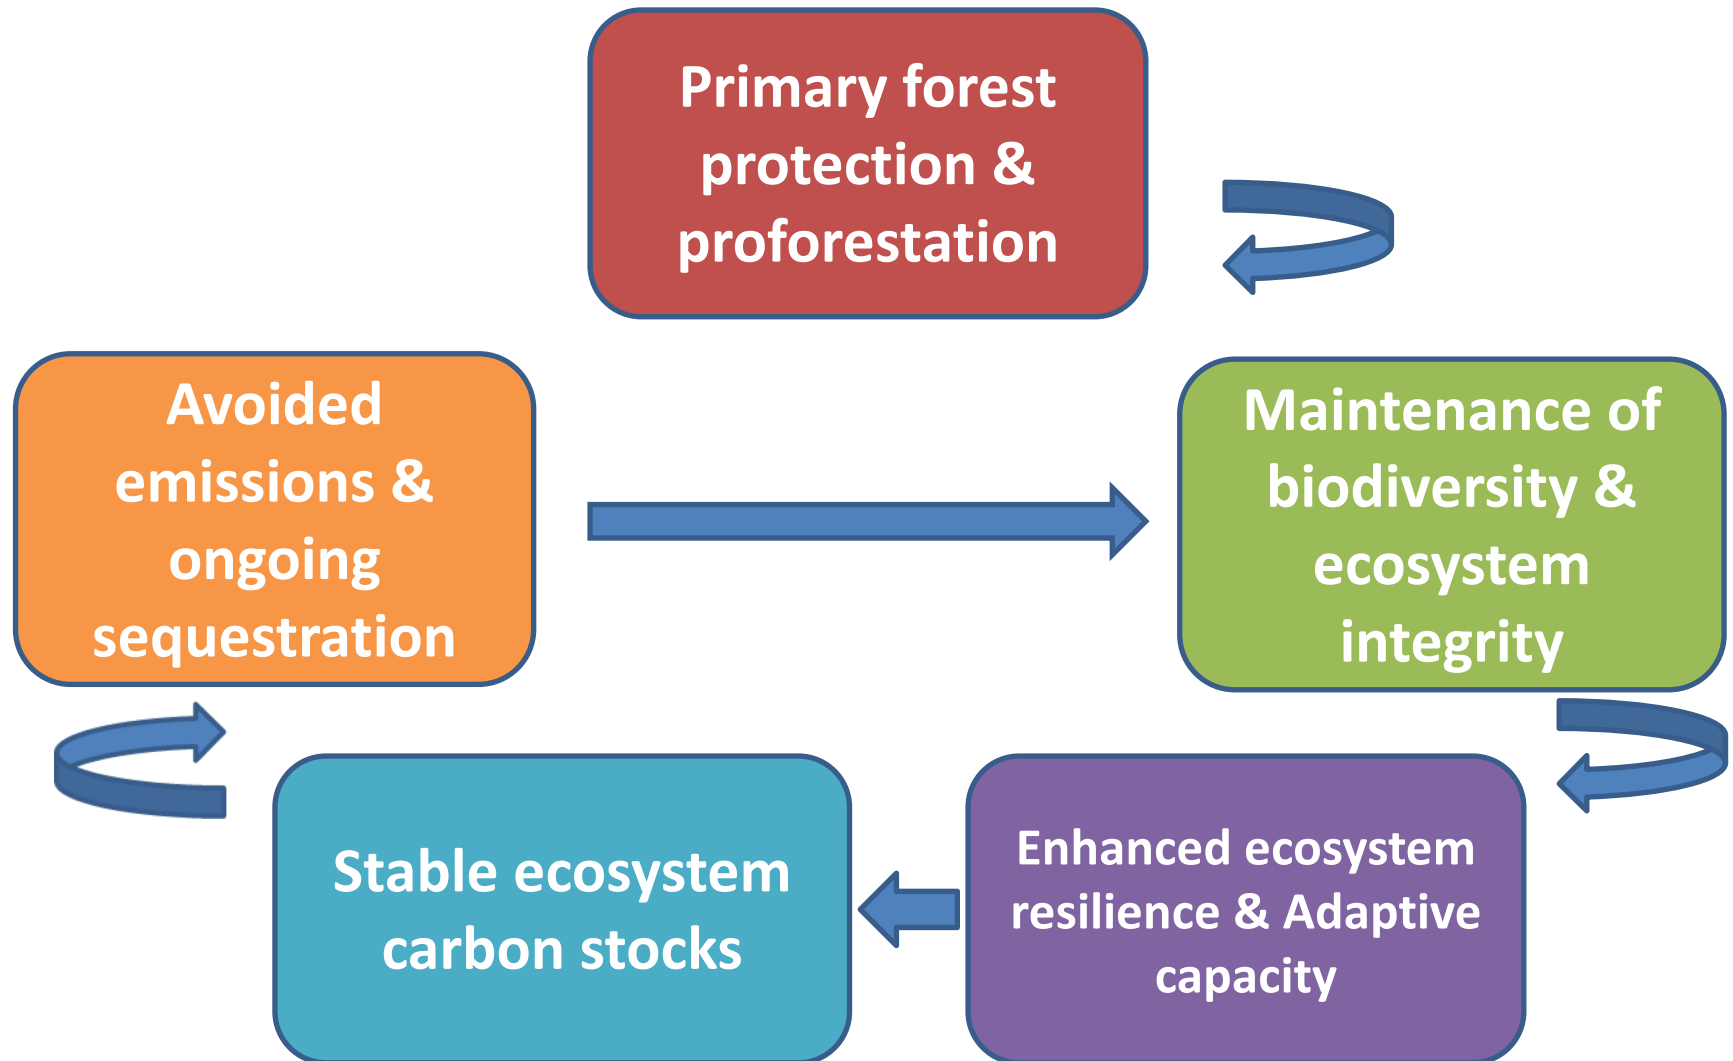 Primary forest
protection &
proforestation
Avoided
emissions &
ongoing
sequestration
Maintenance of
biodiversity &
ecosystem
integrity
Stable ecosystem
carbon stocks
Enhanced ecosystem
resilience & Adaptive
capacity